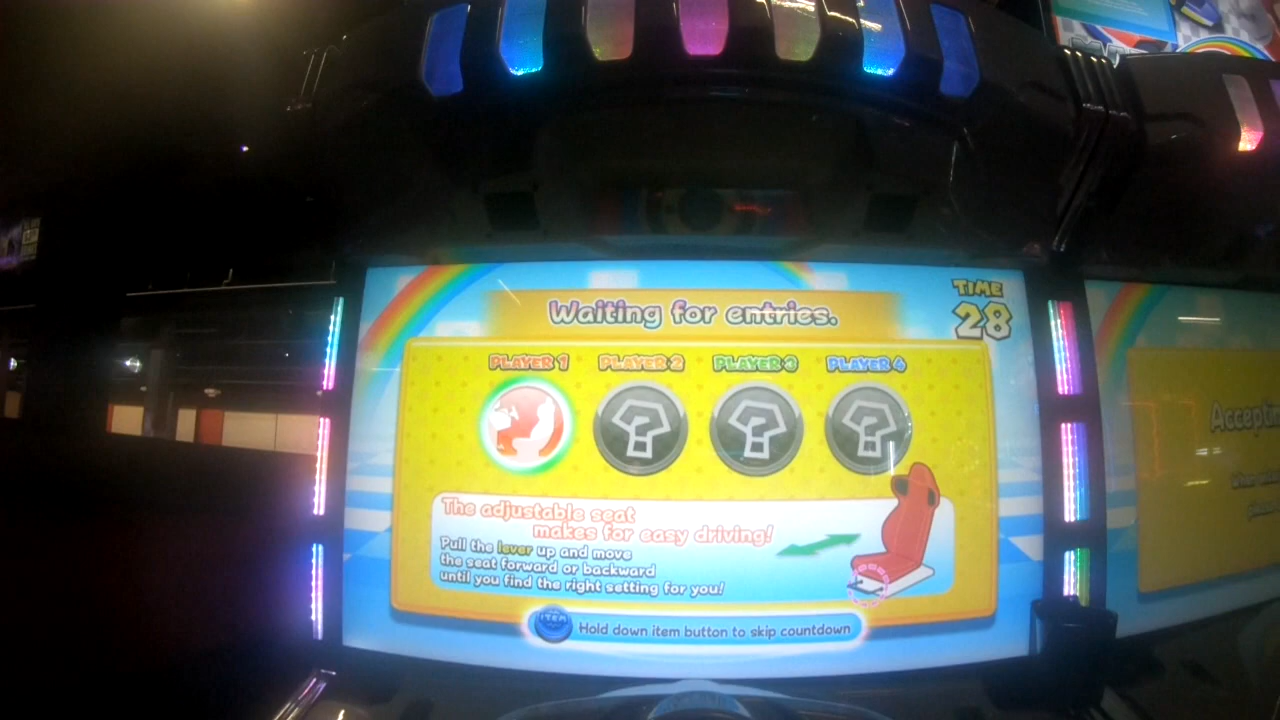 TIME
28
Waiting for entries.
PLAYER 1 PLAYER 2 PLAYER 3 PLAYER 4
The adjustable seat
makes for easy driving!
Pull the lever up and move
the seat forward or backward
until you find the right setting for you!
ITEM
Hold down item button to skip countdown